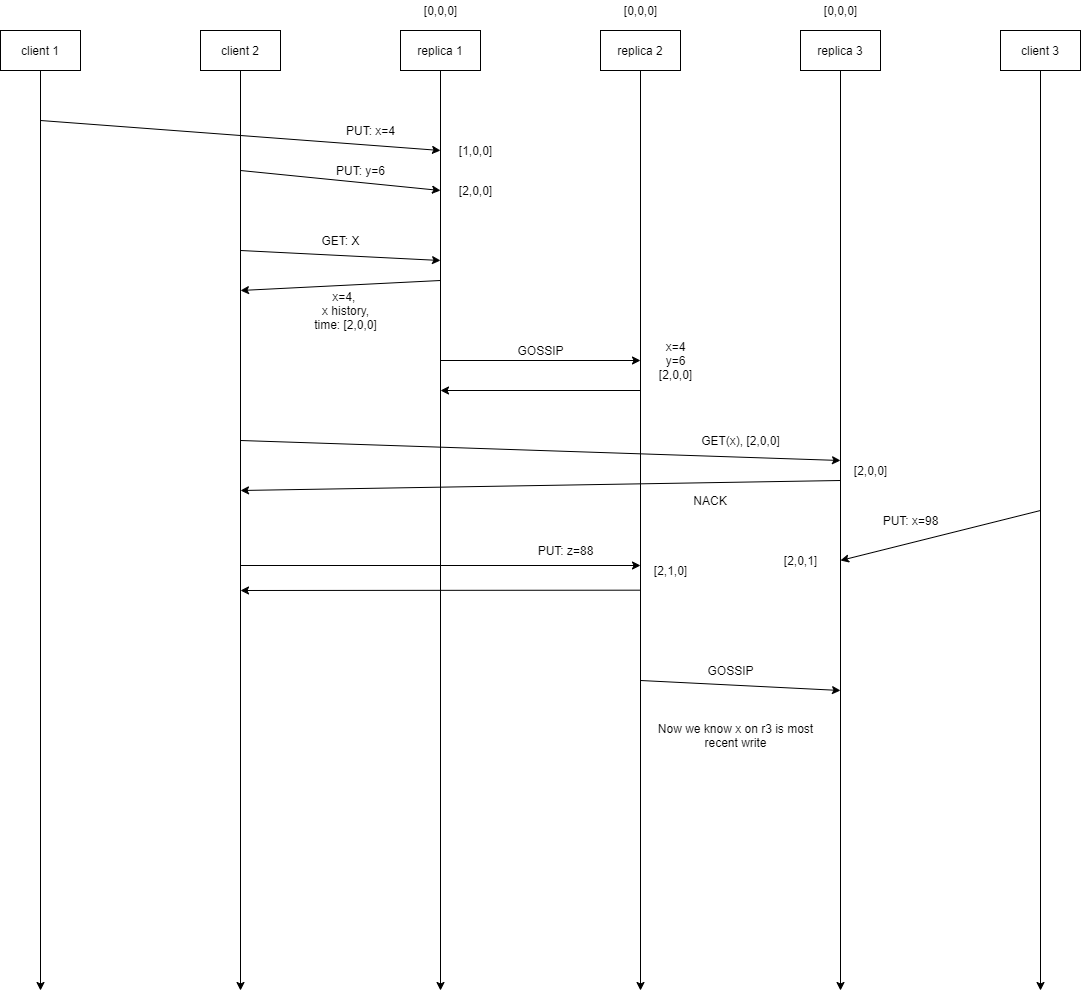 [0,0,0]
[0,0,0]
[0,0,0]
client 1
client 2
replica 1
replica 2
replica 3
client 3
PUT: x=4
[1,0,0]
PUT: y=6
[2,0,0]
GET: X
x=4,
x history,
time: [2,0,0]
GOSSIP
x=4
y=6
[2,0,0]
GET(x), [2,0,0]
[2,0,0]
NACK
PUT: x=98
PUT: z=88
[2,0,1]
[2,1,0]
GOSSIP
Now we know x on r3 is most
recent write